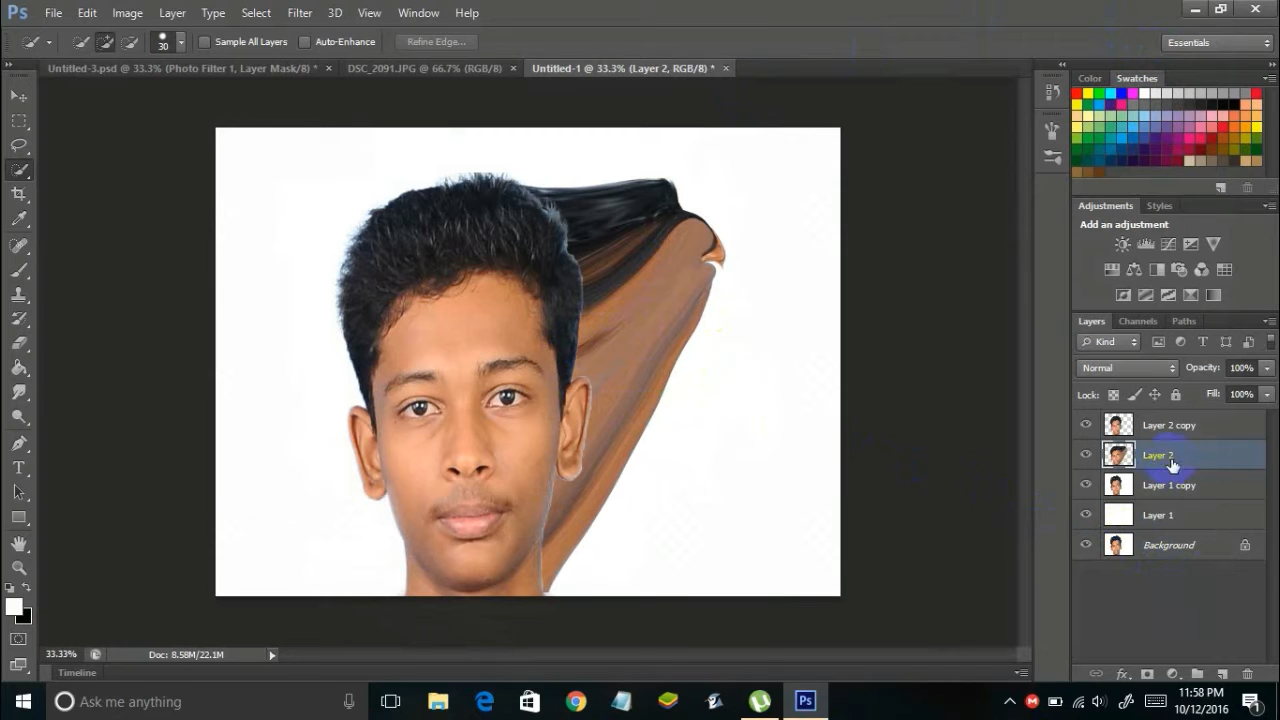 Ps File Edit Image Layer Type Select Filter 3D View Window Help
30 Sample All Layers Auto-Enhance Refine Edge... Essentials
Untitled-3.psd @ 33.3% (Photo Filter 1, Layer Mask/8) * × DSC_2091.JPG @ 66.7% (RGB/8) × Untitled-1 @ 33.3% (Layer 2, RGB/8) * ×
Color Swatches
Adjustments Styles
Add an adjustment
Layers Channels Paths
Kind
Normal Opacity: 100%
Lock: Fill: 100%
Layer 2 copy
Layer 2
Layer 1 copy
Layer 1
Background
33.33% Doc: 8.58M/22.1M
Timeline
Ask me anything Ps 11:58 PM
10/12/2016